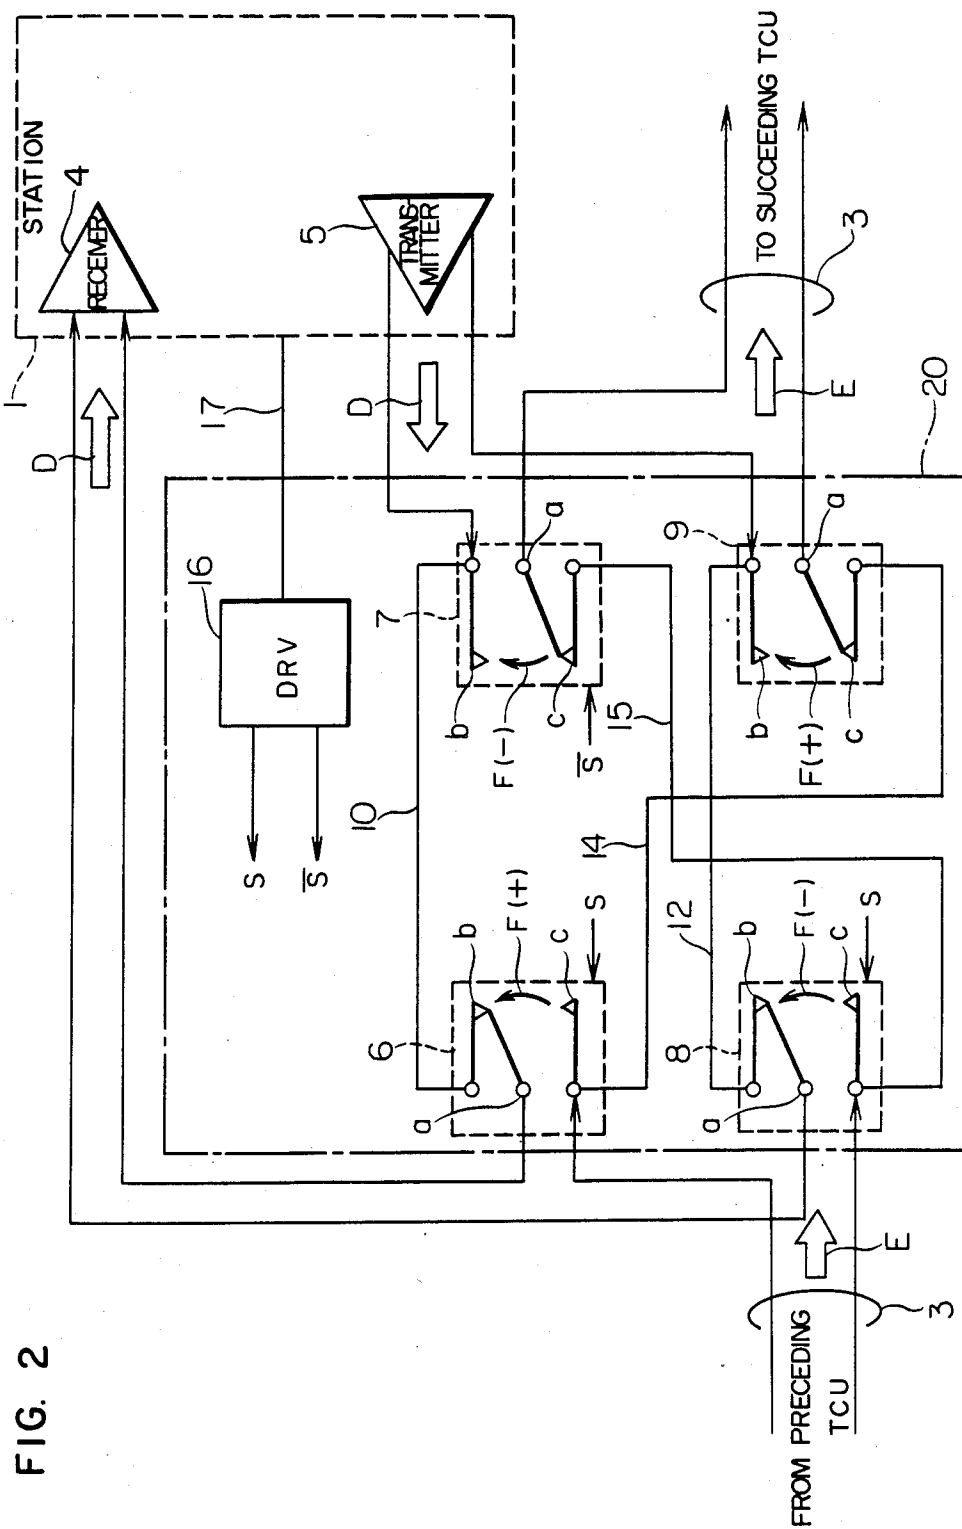 FIG. 2
STATION
1
4
RECEIVER
5
TRANS-
MITTER
D
D
17
16
DRV
S
S̅
10
7
b
F(-)
c
S̅
a
15
14
6
a
b
F(+)
c
S
12
8
a
b
F(-)
c
S
9
b
F(+)
c
a
20
E
3
TO SUCCEEDING TCU
E
3
FROM PRECEDING
TCU